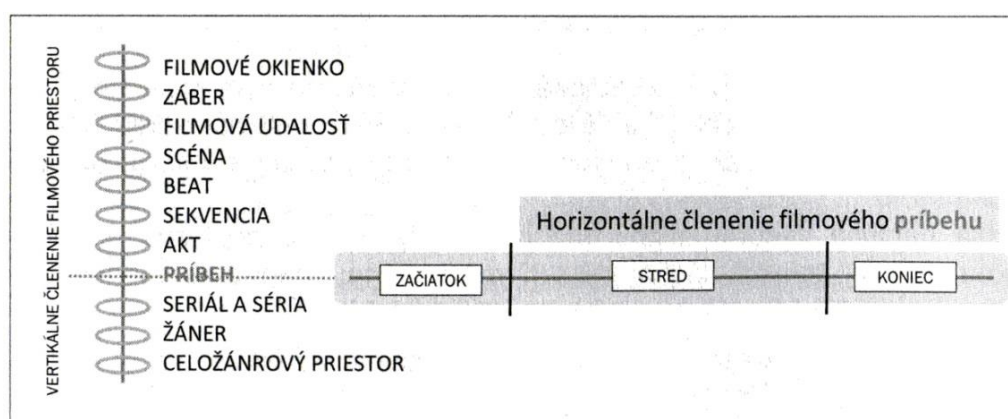 VERTIKÁLNE ČLENENIE FILMOVÉHO PRIESTORU
FILMOVÉ OKIENKO
ZÁBER
FILMOVÁ UDALOSŤ
SCÉNA
BEAT
SEKVENCIA
AKT
PRÍBEH
SERIÁL A SÉRIA
ŽÁNER
CELOŽÁNROVÝ PRIESTOR
Horizontálne členenie filmového príbehu
ZAČIATOK
STRED
KONIEC